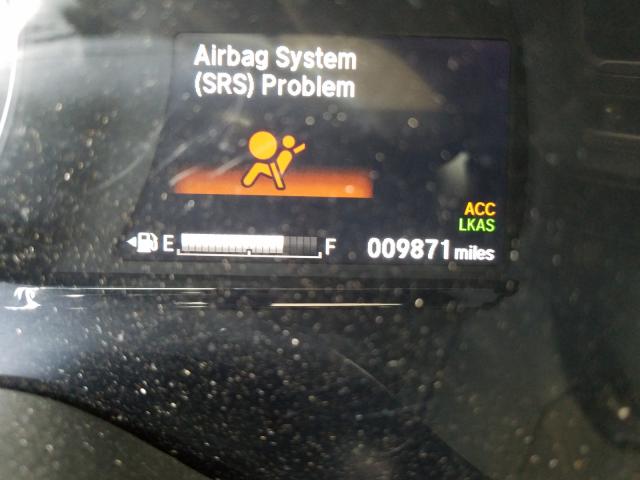 Airbag System
(SRS) Problem
ACC
LKAS
E F 009871 miles